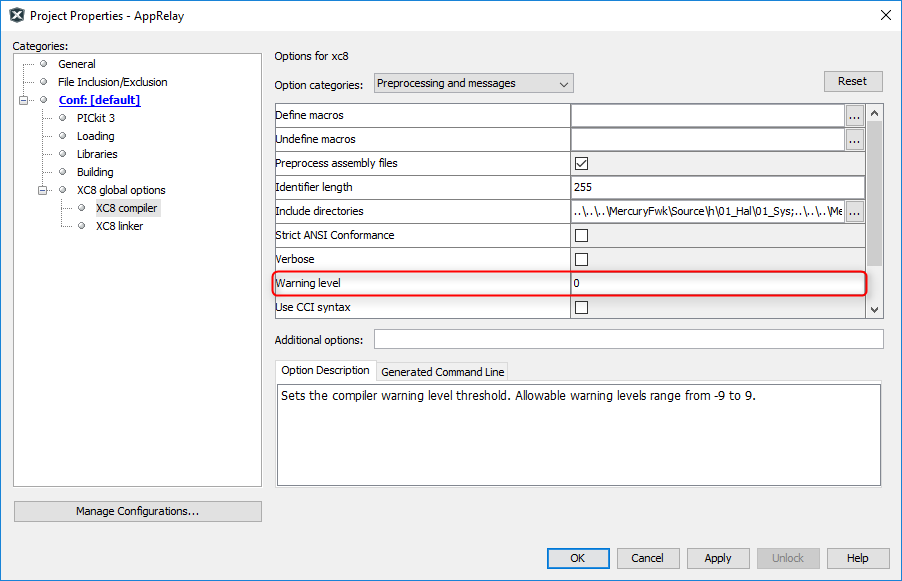 Project Properties - AppRelay
Categories:
General
File Inclusion/Exclusion
Conf: [default]
PICkit 3
Loading
Libraries
Building
XC8 global options
XC8 compiler
XC8 linker
Manage Configurations...
Options for xc8
Option categories: Preprocessing and messages
Reset
Define macros ...
Undefine macros ...
Preprocess assembly files
Identifier length 255
Include directories ..\..\..\MercuryFwk\Source\h\01_Hal\01_Sys;..\..\..\Me ...
Strict ANSI Conformance
Verbose
Warning level 0
Use CCI syntax
Additional options:
Option Description Generated Command Line
Sets the compiler warning level threshold. Allowable warning levels range from -9 to 9.
OK Cancel Apply Unlock Help